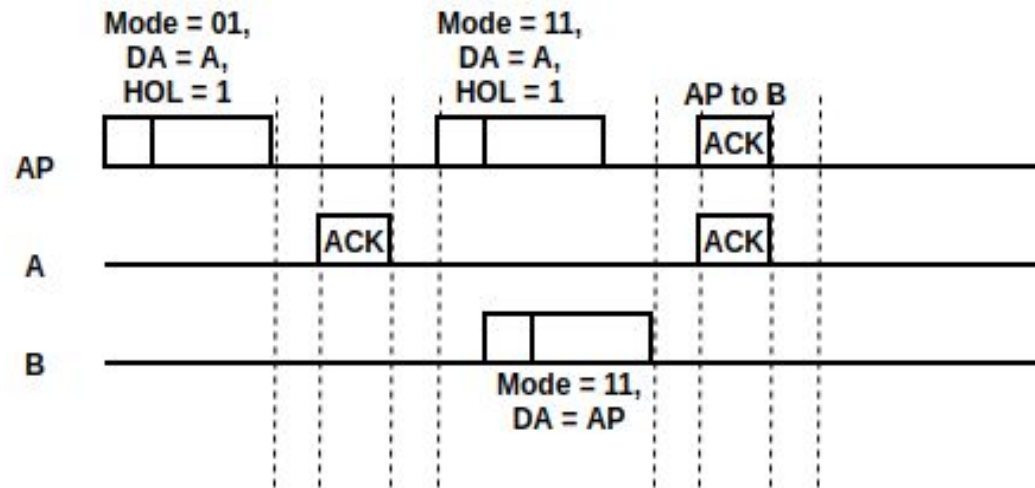 Mode = 01,
DA = A,
HOL = 1
Mode = 11,
DA = A,
HOL = 1
AP to B
ACK
AP
ACK
ACK
A
B
Mode = 11,
DA = AP